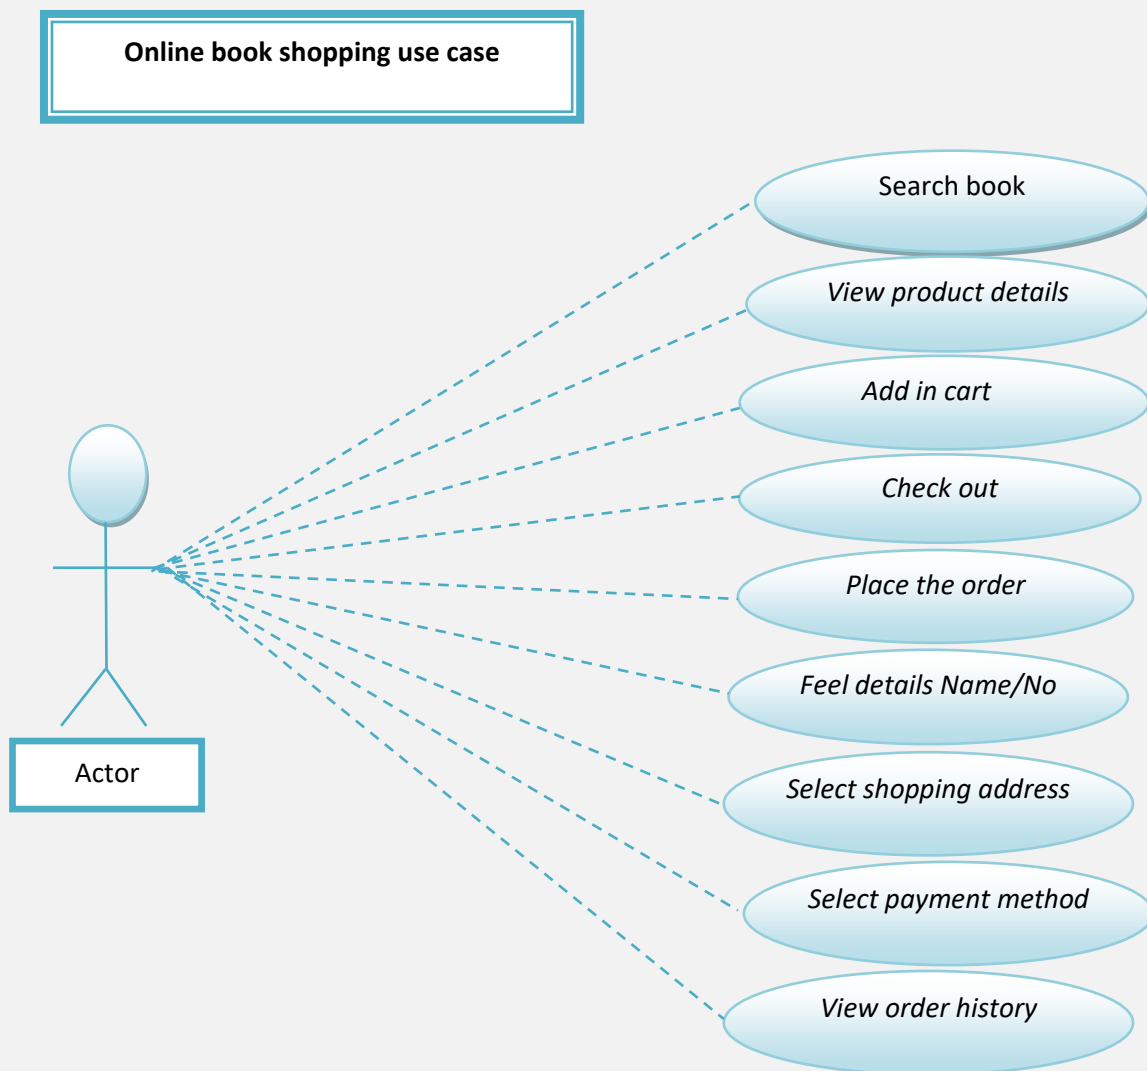 Online book shopping use case
Search book
View product details
Add in cart
Check out
Place the order
Feel details Name/No
Select shopping address
Select payment method
View order history
Actor